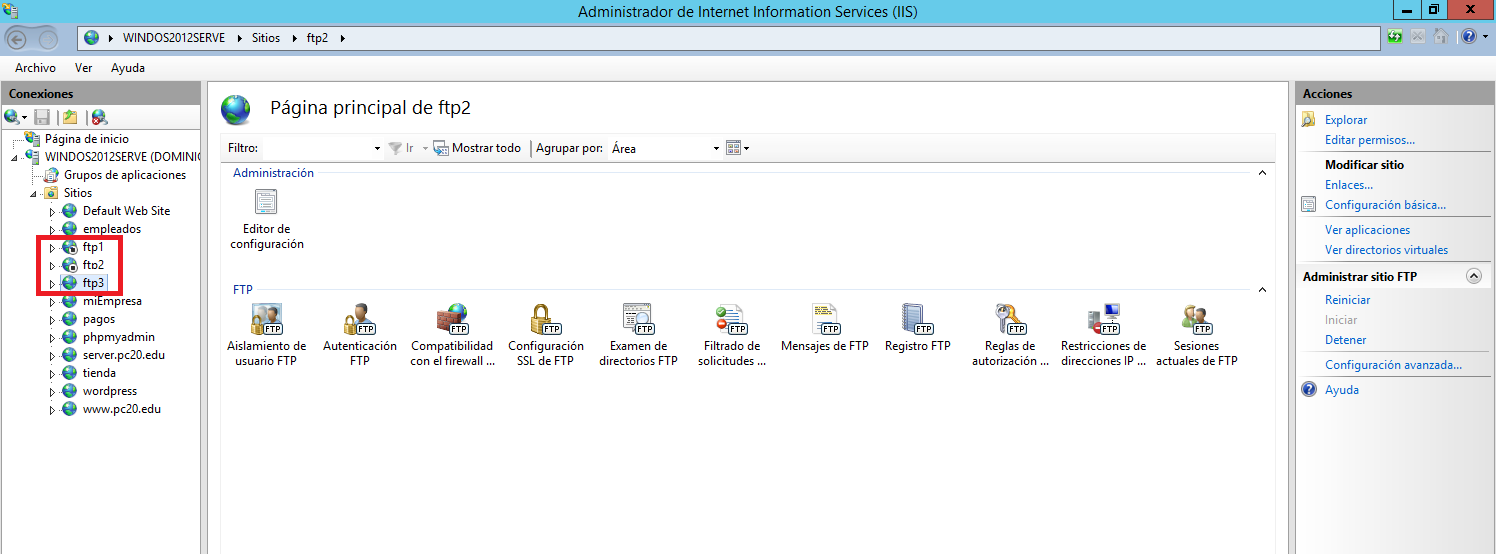 Administrador de Internet Information Services (IIS)
WINDOS2012SERVE Sitios ftp2
Archivo Ver Ayuda
Conexiones
Página de inicio
WINDOS2012SERVE (DOMINIC
Grupos de aplicaciones
Sitios
Default Web Site
empleados
ftp1
ftp2
ftp3
miEmpresa
pagos
phpmyadmin
server.pc20.edu
tienda
wordpress
www.pc20.edu
Página principal de ftp2
Filtro: Ir Mostrar todo Agrupar por: Área
Administración
Editor de
configuración
FTP
Aislamiento de
usuario FTP
Autenticación
FTP
Compatibilidad
con el firewall ...
Configuración
SSL de FTP
Examen de
directorios FTP
Filtrado de
solicitudes ...
Mensajes de FTP
Registro FTP
Reglas de
autorización ...
Restricciones de
direcciones IP ...
Sesiones
actuales de FTP
FTP FTP FTP FTP FTP FTP FTP FTP FTP FTP FTP
Acciones
Explorar
Editar permisos...
Modificar sitio
Enlaces...
Configuración básica...
Ver aplicaciones
Ver directorios virtuales
Administrar sitio FTP
Reiniciar
Iniciar
Detener
Configuración avanzada...
Ayuda